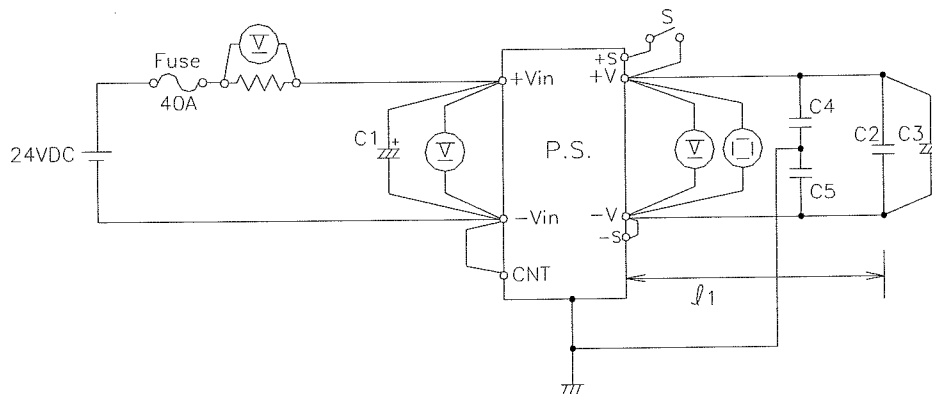 S
Fuse
V
+S
+Vin
+V
40A
C1
+
C4
C2
C3
24VDC
V
P.S.
V
C5
-Vin
-V
-S
CNT
ℓ1